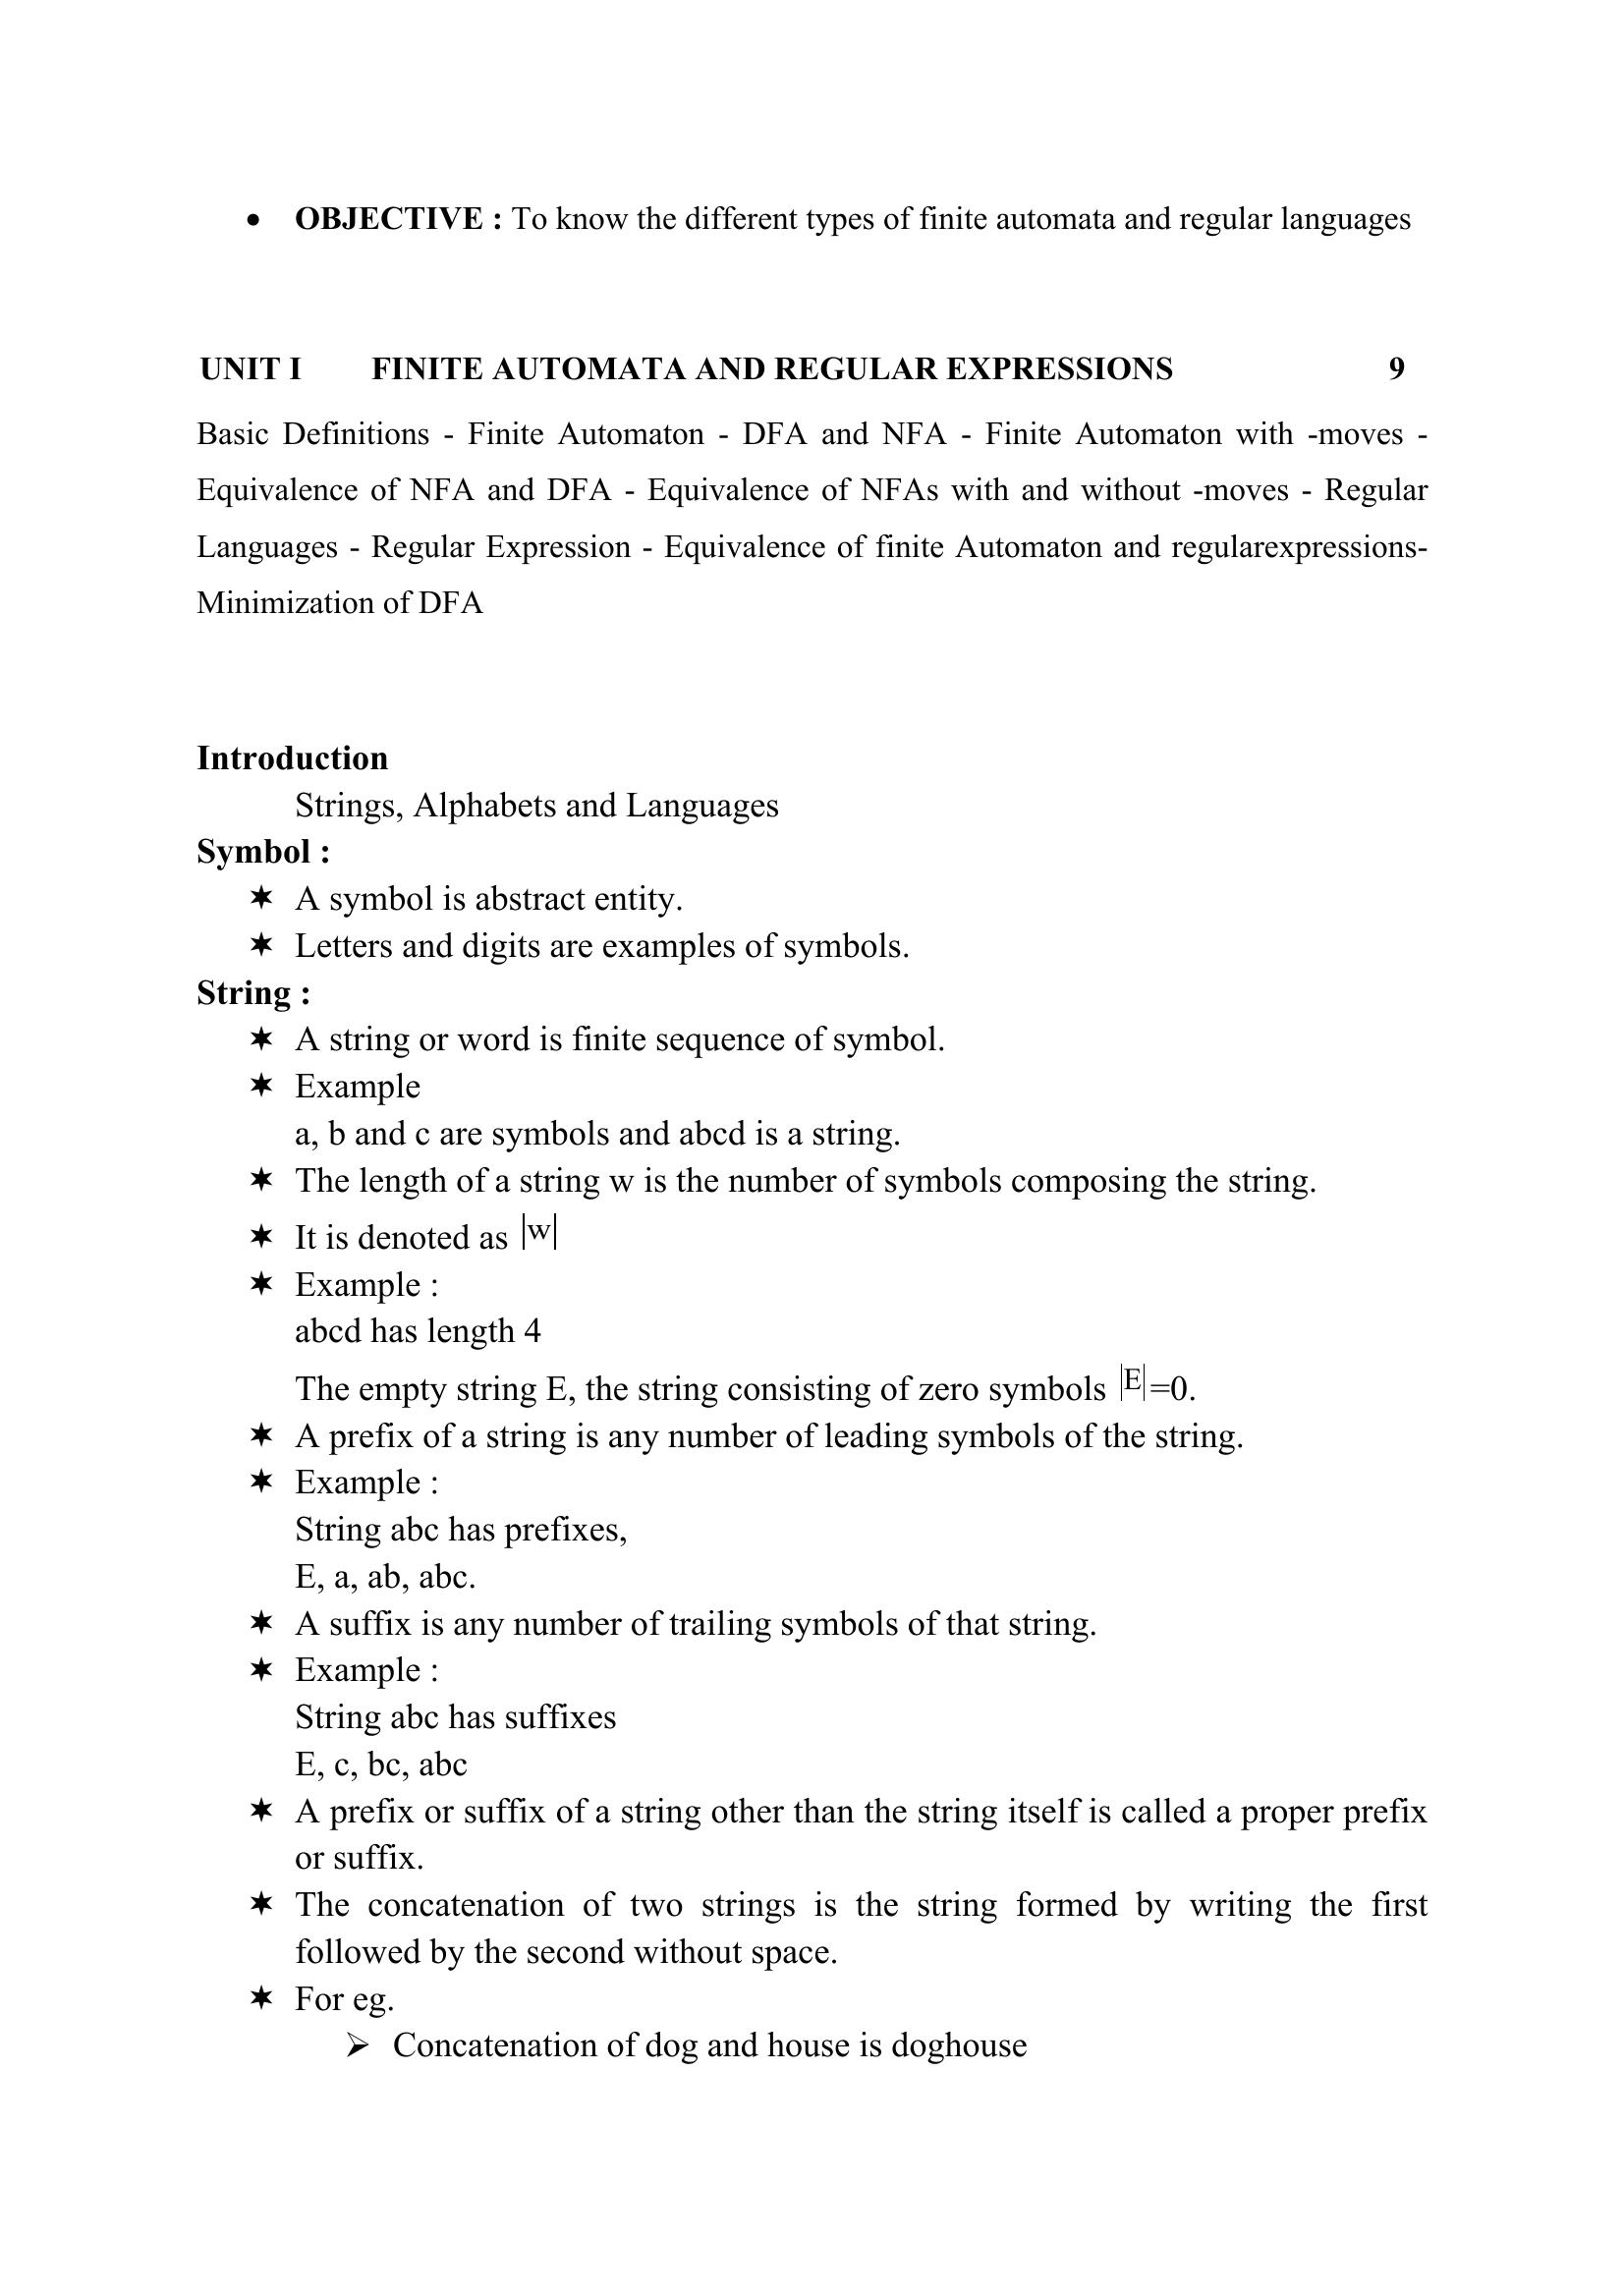 • OBJECTIVE : To know the different types of finite automata and regular languages
UNIT I FINITE AUTOMATA AND REGULAR EXPRESSIONS 9
Basic Definitions - Finite Automaton - DFA and NFA - Finite Automaton with -moves -
Equivalence of NFA and DFA - Equivalence of NFAs with and without -moves - Regular
Languages - Regular Expression - Equivalence of finite Automaton and regularexpressions-
Minimization of DFA
Introduction
Strings, Alphabets and Languages
Symbol :
✶ A symbol is abstract entity.
✶ Letters and digits are examples of symbols.
String :
✶ A string or word is finite sequence of symbol.
✶ Example
a, b and c are symbols and abcd is a string.
✶ The length of a string w is the number of symbols composing the string.
✶ It is denoted as |w|
✶ Example :
abcd has length 4
The empty string E, the string consisting of zero symbols |E|=0.
✶ A prefix of a string is any number of leading symbols of the string.
✶ Example :
String abc has prefixes,
E, a, ab, abc.
✶ A suffix is any number of trailing symbols of that string.
✶ Example :
String abc has suffixes
E, c, bc, abc
✶ A prefix or suffix of a string other than the string itself is called a proper prefix
or suffix.
✶ The concatenation of two strings is the string formed by writing the first
followed by the second without space.
✶ For eg.
➢ Concatenation of dog and house is doghouse